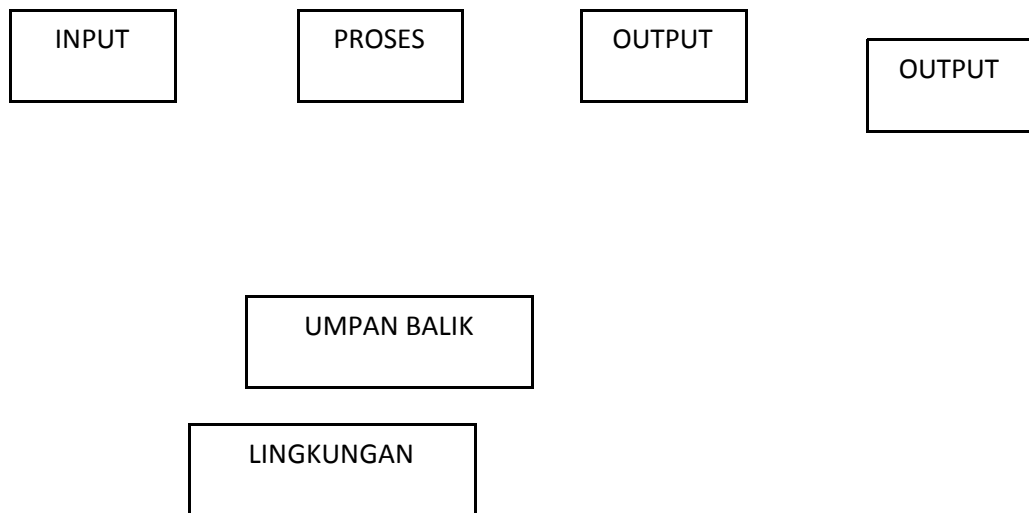 INPUT
PROSES
OUTPUT
OUTPUT
UMPAN BALIK
LINGKUNGAN